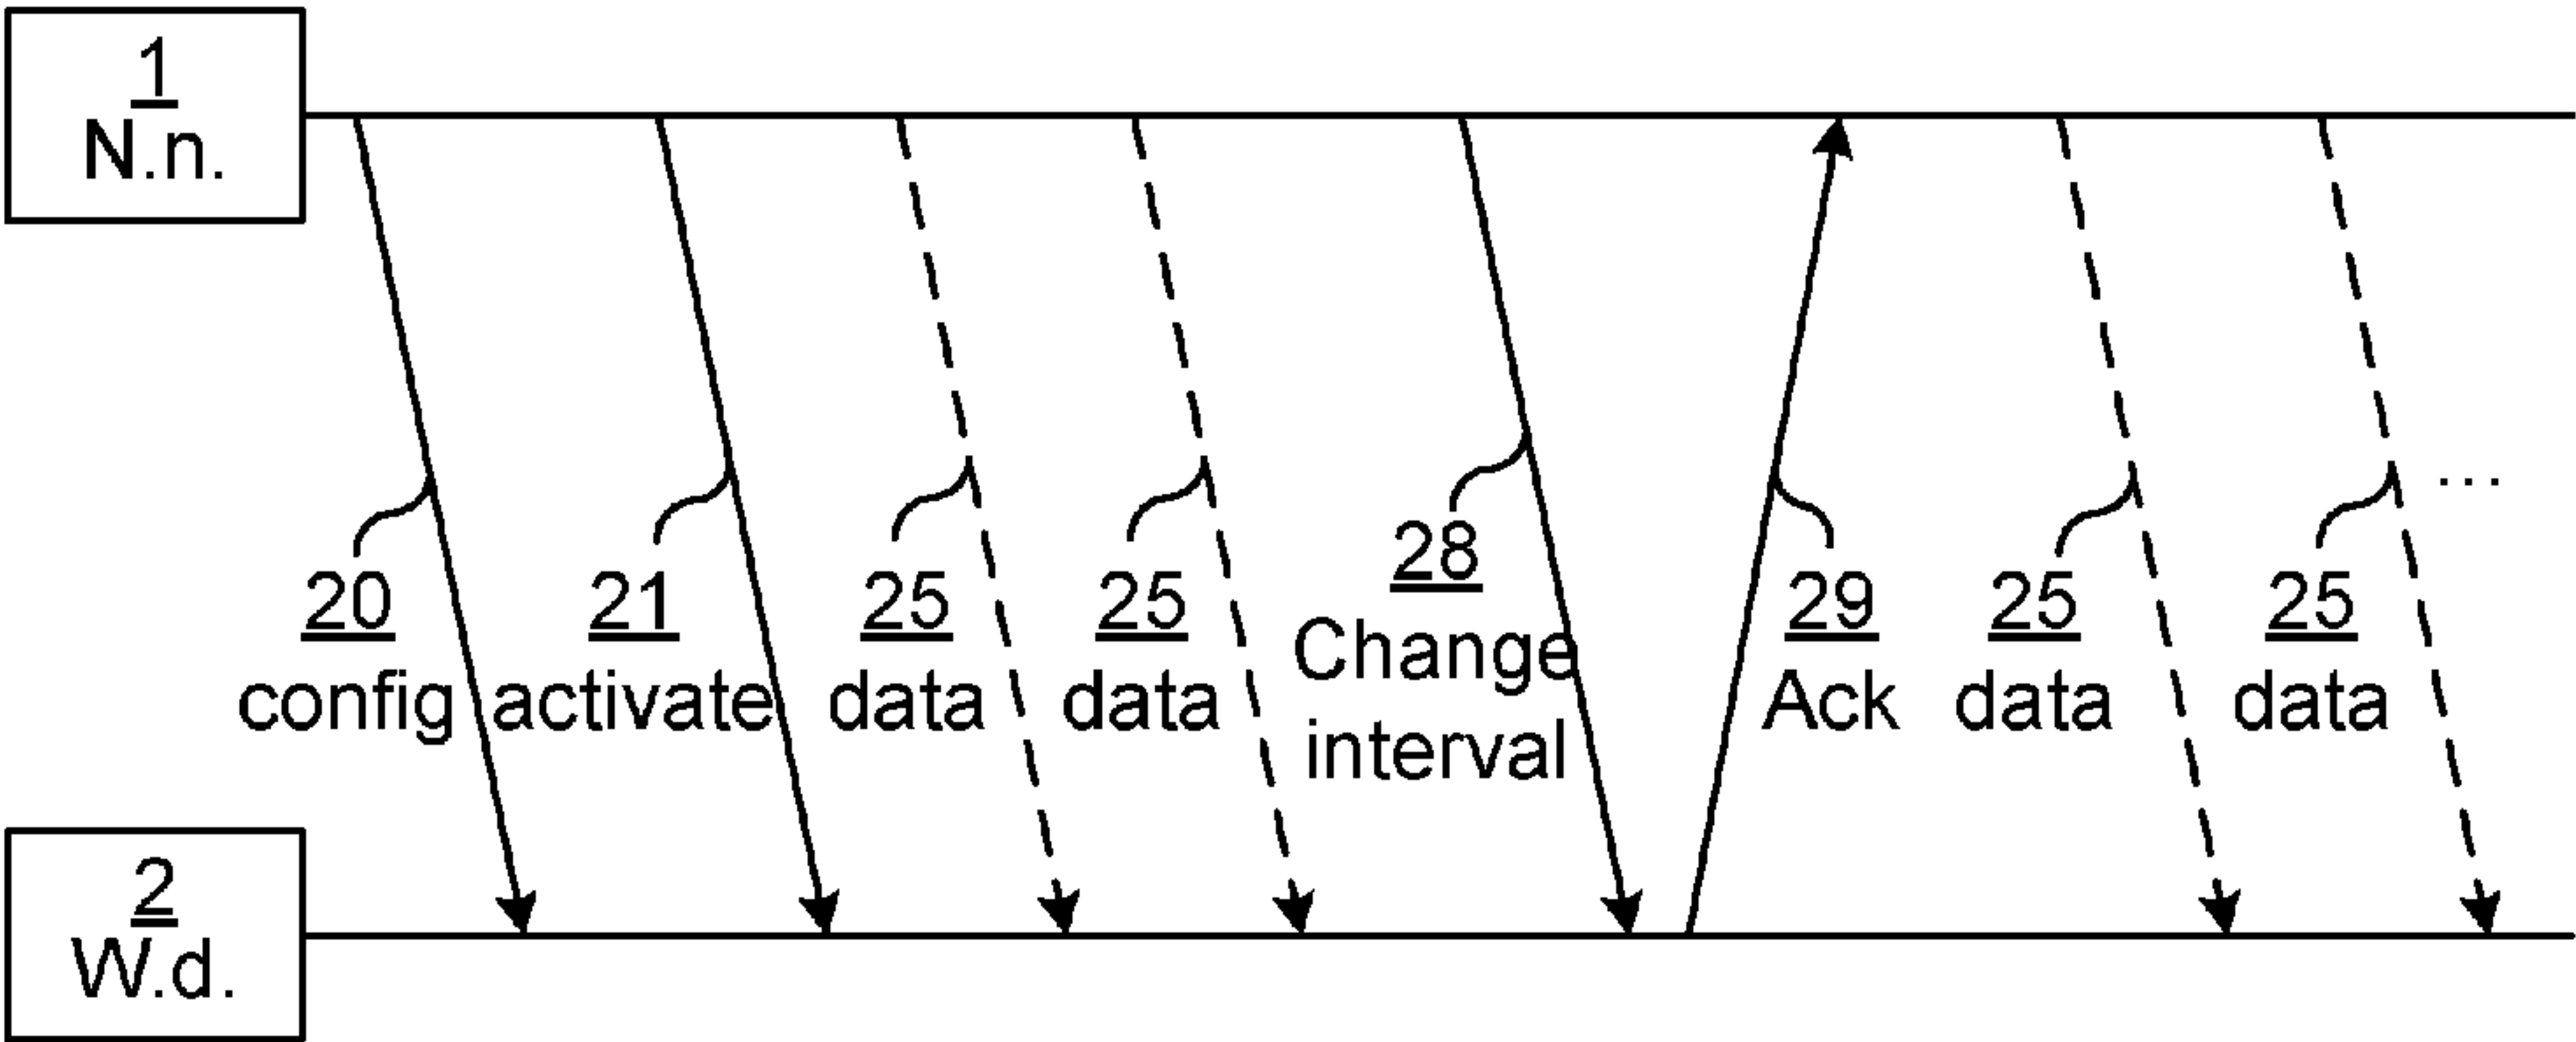 1
N.n.
20
config
21
activate
25
data
25
data
28
Change
interval
29
Ack
25
data
25
data
...
2
W.d.